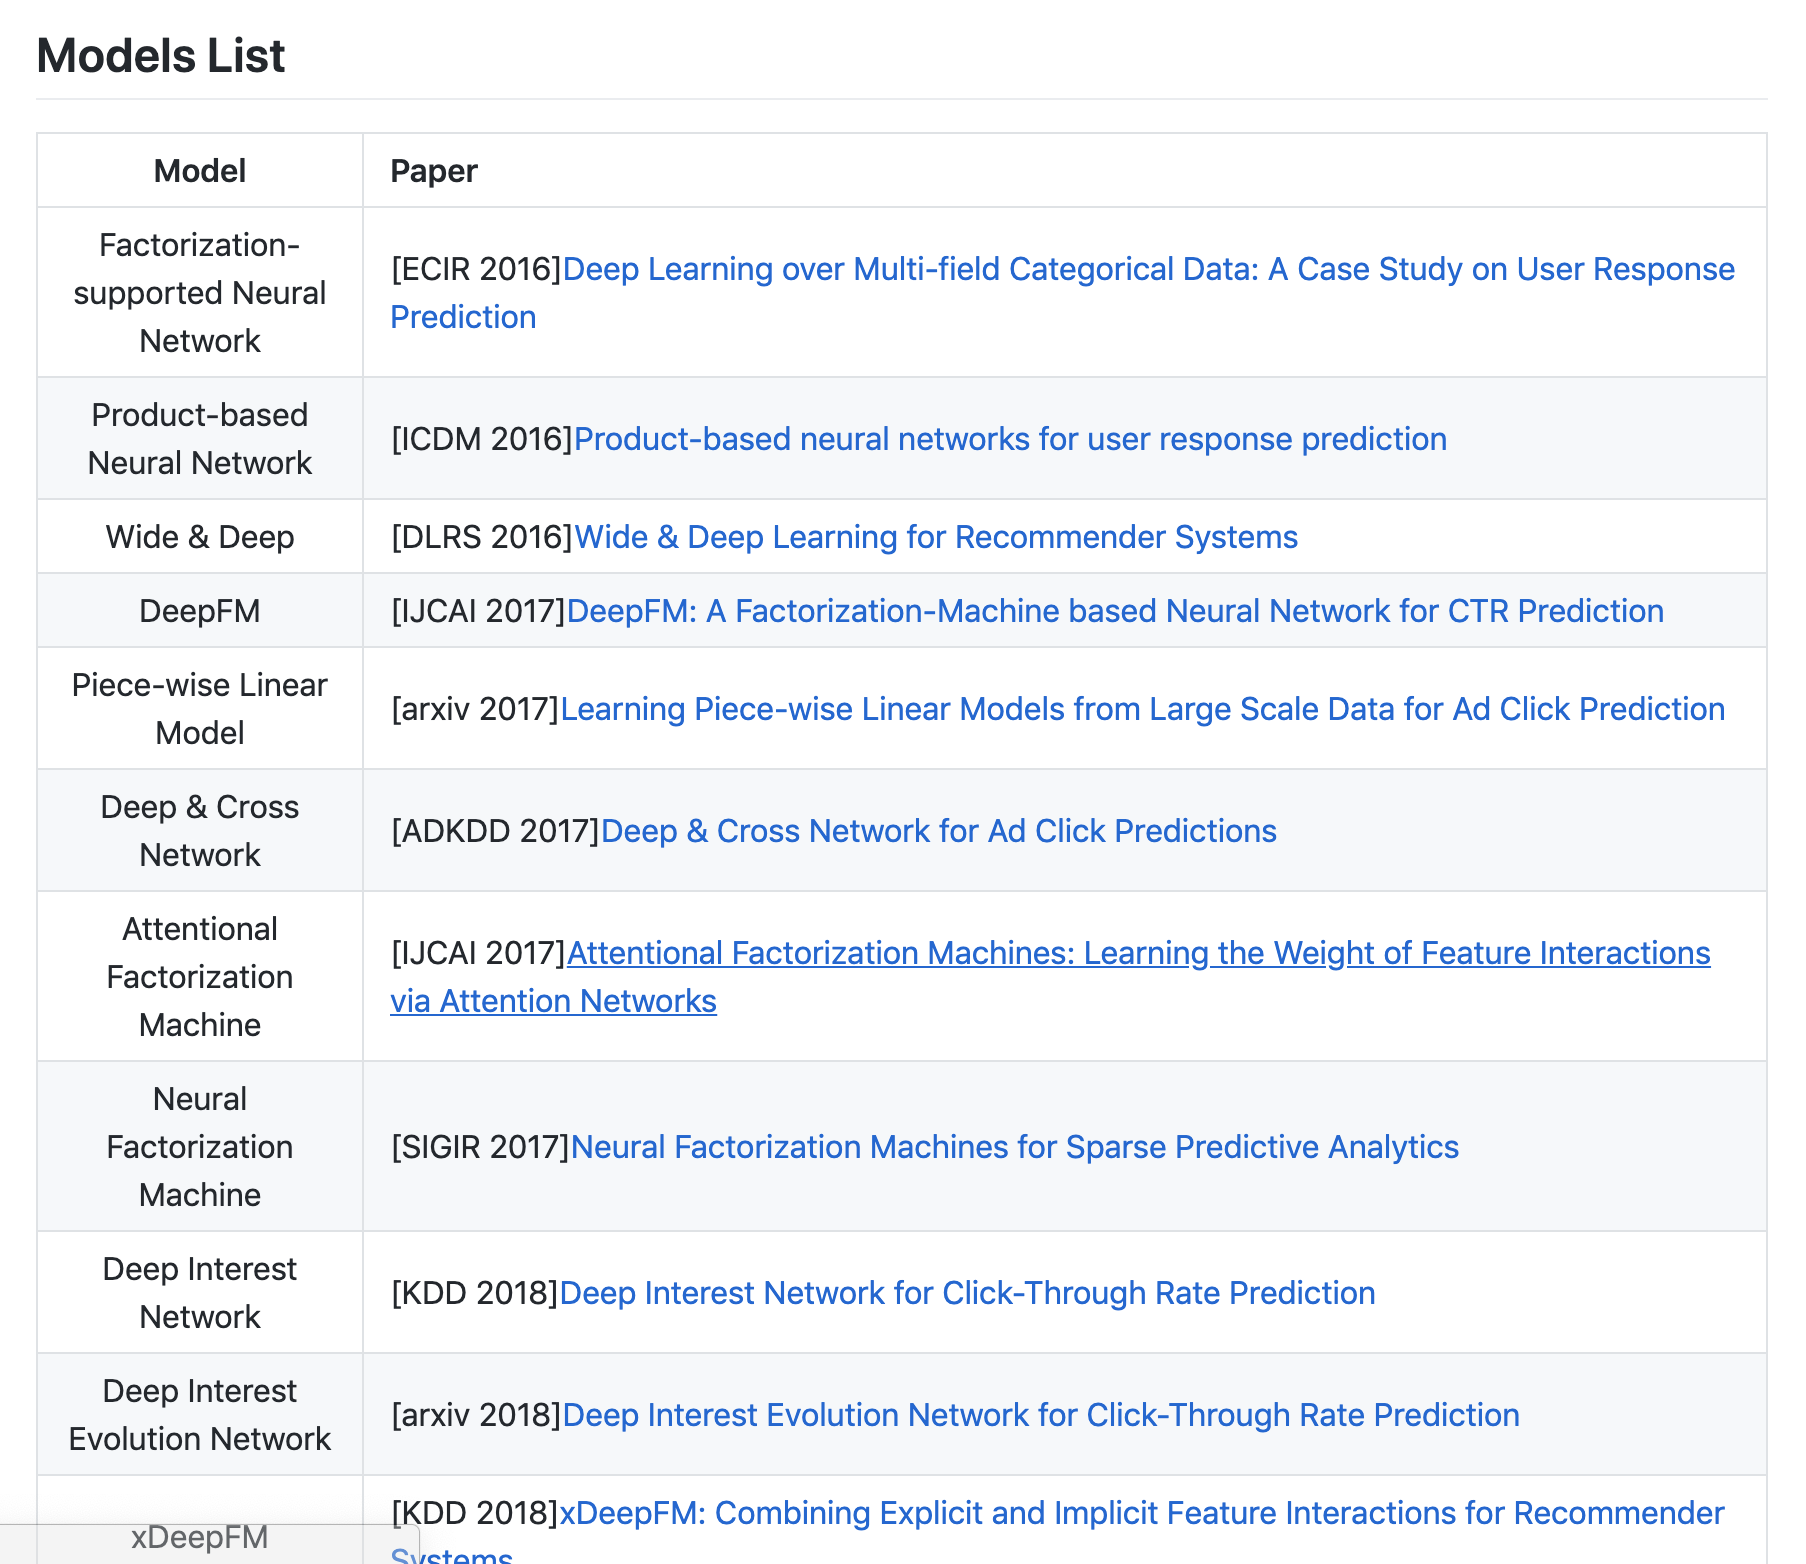 Models List
Model
Paper
Factorization-
supported Neural
Network
[ECIR 2016]Deep Learning over Multi-field Categorical Data: A Case Study on User Response
Prediction
Product-based
Neural Network
[ICDM 2016]Product-based neural networks for user response prediction
Wide & Deep
[DLRS 2016]Wide & Deep Learning for Recommender Systems
DeepFM
[IJCAI 2017]DeepFM: A Factorization-Machine based Neural Network for CTR Prediction
Piece-wise Linear
Model
[arxiv 2017]Learning Piece-wise Linear Models from Large Scale Data for Ad Click Prediction
Deep & Cross
Network
[ADKDD 2017]Deep & Cross Network for Ad Click Predictions
Attentional
Factorization
Machine
[IJCAI 2017]Attentional Factorization Machines: Learning the Weight of Feature Interactions
via Attention Networks
Neural
Factorization
Machine
[SIGIR 2017]Neural Factorization Machines for Sparse Predictive Analytics
Deep Interest
Network
[KDD 2018]Deep Interest Network for Click-Through Rate Prediction
Deep Interest
Evolution Network
[arxiv 2018]Deep Interest Evolution Network for Click-Through Rate Prediction
xDeepFM
[KDD 2018]xDeepFM: Combining Explicit and Implicit Feature Interactions for Recommender
Systems